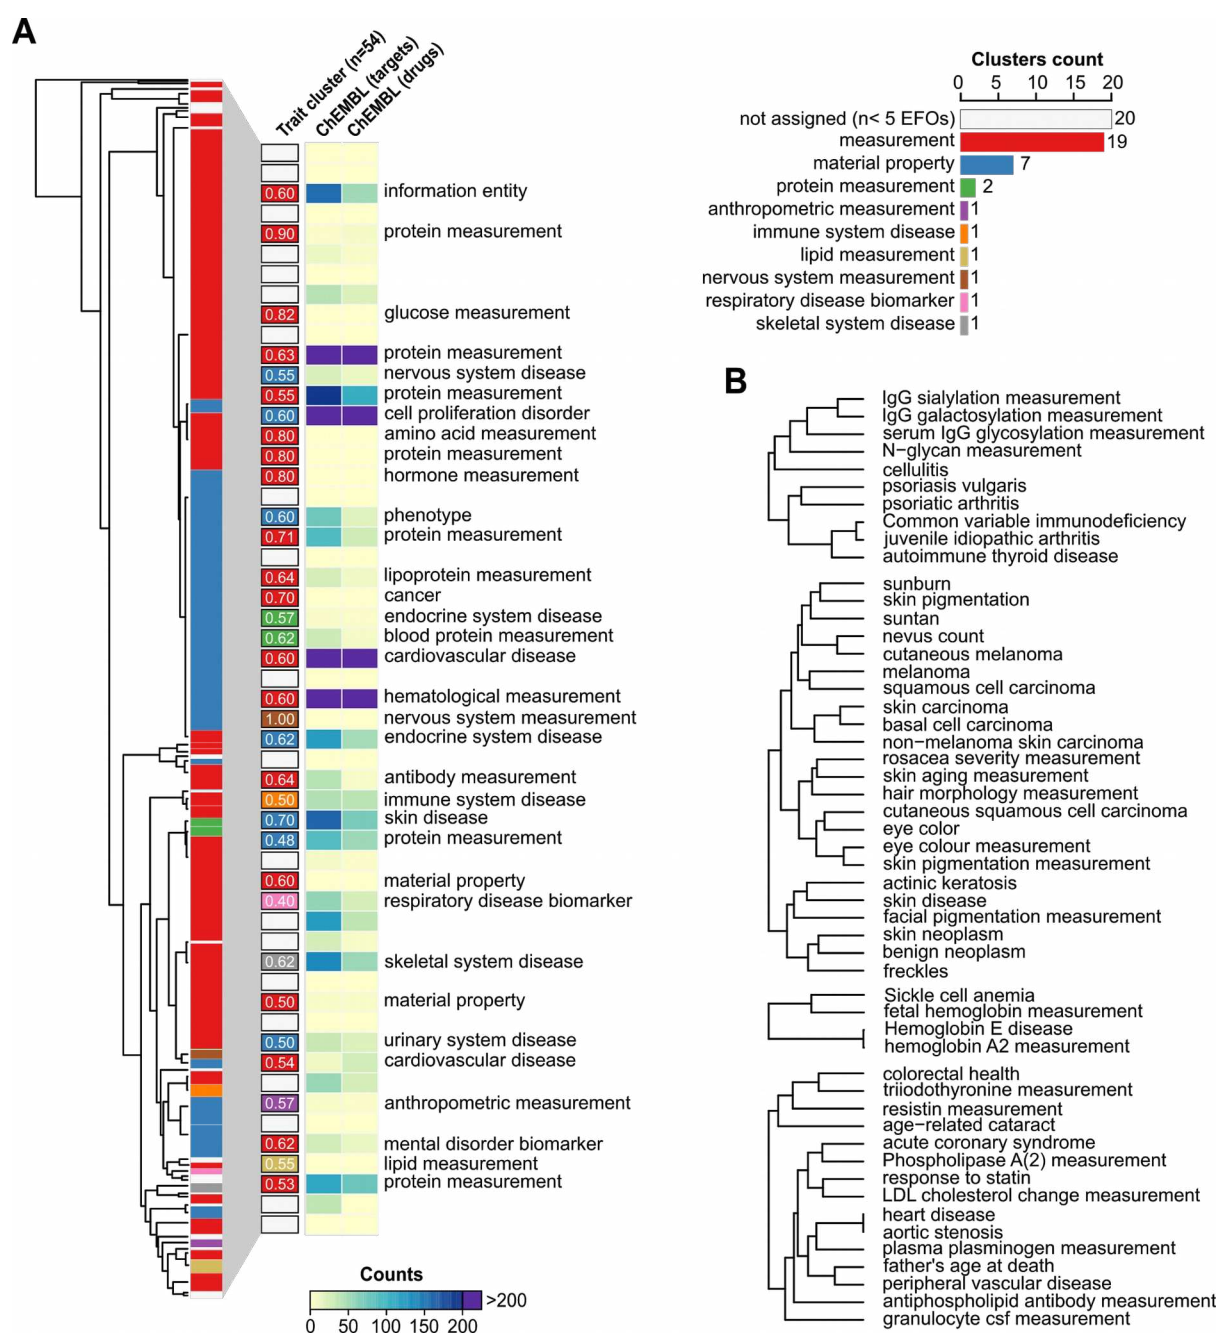 A
Trait cluster (n=54)
ChEMBL (targets)
ChEMBL (drugs)
0.60 information entity
0.90 protein measurement
0.82 glucose measurement
0.63 protein measurement
0.55 nervous system disease
0.55 protein measurement
0.60 cell proliferation disorder
0.80 amino acid measurement
0.80 protein measurement
0.80 hormone measurement
0.60 phenotype
0.71 protein measurement
0.64 lipoprotein measurement
0.70 cancer
0.57 endocrine system disease
0.62 blood protein measurement
0.60 cardiovascular disease
0.60 hematological measurement
1.00 nervous system measurement
0.62 endocrine system disease
0.64 antibody measurement
0.50 immune system disease
0.70 skin disease
0.48 protein measurement
0.60 material property
0.40 respiratory disease biomarker
0.62 skeletal system disease
0.50 material property
0.50 urinary system disease
0.54 cardiovascular disease
0.57 anthropometric measurement
0.62 mental disorder biomarker
0.55 lipid measurement
0.53 protein measurement
Counts
>200
0 50 100 150 200
Clusters count
0 5 10 15 20
not assigned (n< 5 EFOs) 20
measurement 19
material property 7
protein measurement 2
anthropometric measurement 1
immune system disease 1
lipid measurement 1
nervous system measurement 1
respiratory disease biomarker 1
skeletal system disease 1
B
IgG sialylation measurement
IgG galactosylation measurement
serum IgG glycosylation measurement
N−glycan measurement
cellulitis
psoriasis vulgaris
psoriatic arthritis
Common variable immunodeficiency
juvenile idiopathic arthritis
autoimmune thyroid disease
sunburn
skin pigmentation
suntan
nevus count
cutaneous melanoma
melanoma
squamous cell carcinoma
skin carcinoma
basal cell carcinoma
non−melanoma skin carcinoma
rosacea severity measurement
skin aging measurement
hair morphology measurement
cutaneous squamous cell carcinoma
eye color
eye colour measurement
skin pigmentation measurement
actinic keratosis
skin disease
facial pigmentation measurement
skin neoplasm
benign neoplasm
freckles
Sickle cell anemia
fetal hemoglobin measurement
Hemoglobin E disease
hemoglobin A2 measurement
colorectal health
triiodothyronine measurement
resistin measurement
age−related cataract
acute coronary syndrome
Phospholipase A(2) measurement
response to statin
LDL cholesterol change measurement
heart disease
aortic stenosis
plasma plasminogen measurement
father's age at death
peripheral vascular disease
antiphospholipid antibody measurement
granulocyte csf measurement